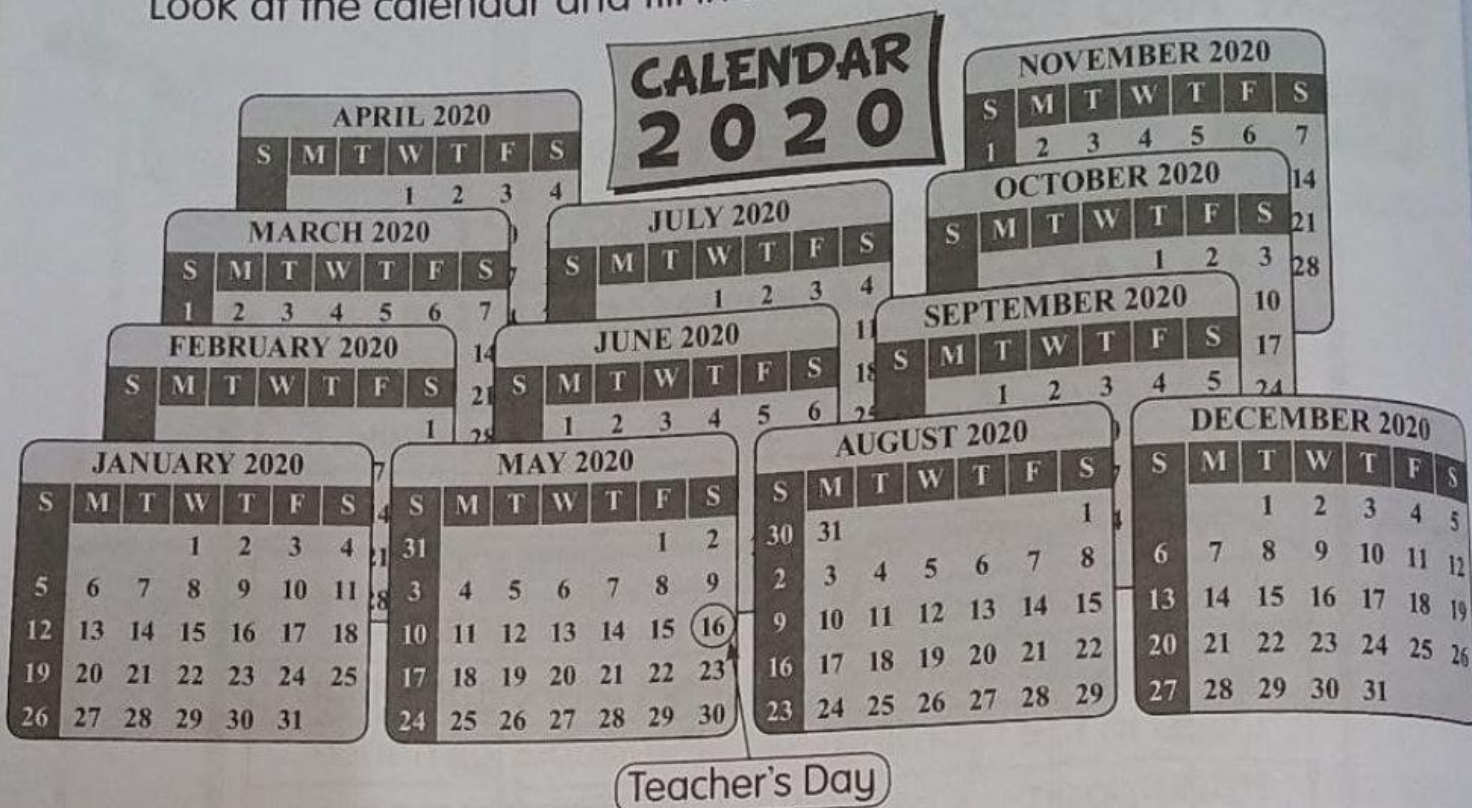 Look at the calendar and fill in
CALENDAR
2020
APRIL 2020
S M T W T F S
1 2 3 4
NOVEMBER 2020
S M T W T F S
1 2 3 4 5 6 7
14
21
28
MARCH 2020
S M T W T F S
1 2 3 4 5 6 7
14
21
28
JULY 2020
S M T W T F S
1 2 3 4
11
18
25
OCTOBER 2020
S M T W T F S
1 2 3
10
17
24
FEBRUARY 2020
S M T W T F S
1
JUNE 2020
S M T W T F S
1 2 3 4 5 6
SEPTEMBER 2020
S M T W T F S
1 2 3 4 5
JANUARY 2020
S M T W T F S
1 2 3 4
5 6 7 8 9 10 11
12 13 14 15 16 17 18
19 20 21 22 23 24 25
26 27 28 29 30 31
MAY 2020
S M T W T F S
31 1 2
3 4 5 6 7 8 9
10 11 12 13 14 15 16
17 18 19 20 21 22 23
24 25 26 27 28 29 30
AUGUST 2020
S M T W T F S
30 31 1
2 3 4 5 6 7 8
9 10 11 12 13 14 15
16 17 18 19 20 21 22
23 24 25 26 27 28 29
DECEMBER 2020
S M T W T F S
1 2 3 4 5
6 7 8 9 10 11 12
13 14 15 16 17 18 19
20 21 22 23 24 25 26
27 28 29 30 31
Teacher's Day